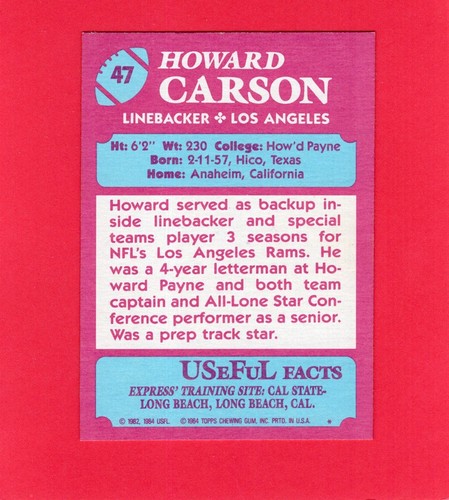 47
HOWARD
CARSON
LINEBACKER ✤ LOS ANGELES
Ht: 6'2" Wt: 230 College: How'd Payne
Born: 2-11-57, Hico, Texas
Home: Anaheim, California
Howard served as backup in-
side linebacker and special
teams player 3 seasons for
NFL's Los Angeles Rams. He
was a 4-year letterman at Ho-
ward Payne and both team
captain and All-Lone Star Con-
ference performer as a senior.
Was a prep track star.
USeFuL FACTS
EXPRESS' TRAINING SITE: CAL STATE-
LONG BEACH, LONG BEACH, CAL.
© 1982, 1984 USFL. © 1984 TOPPS CHEWING GUM, INC. PRTD. IN U.S.A. *